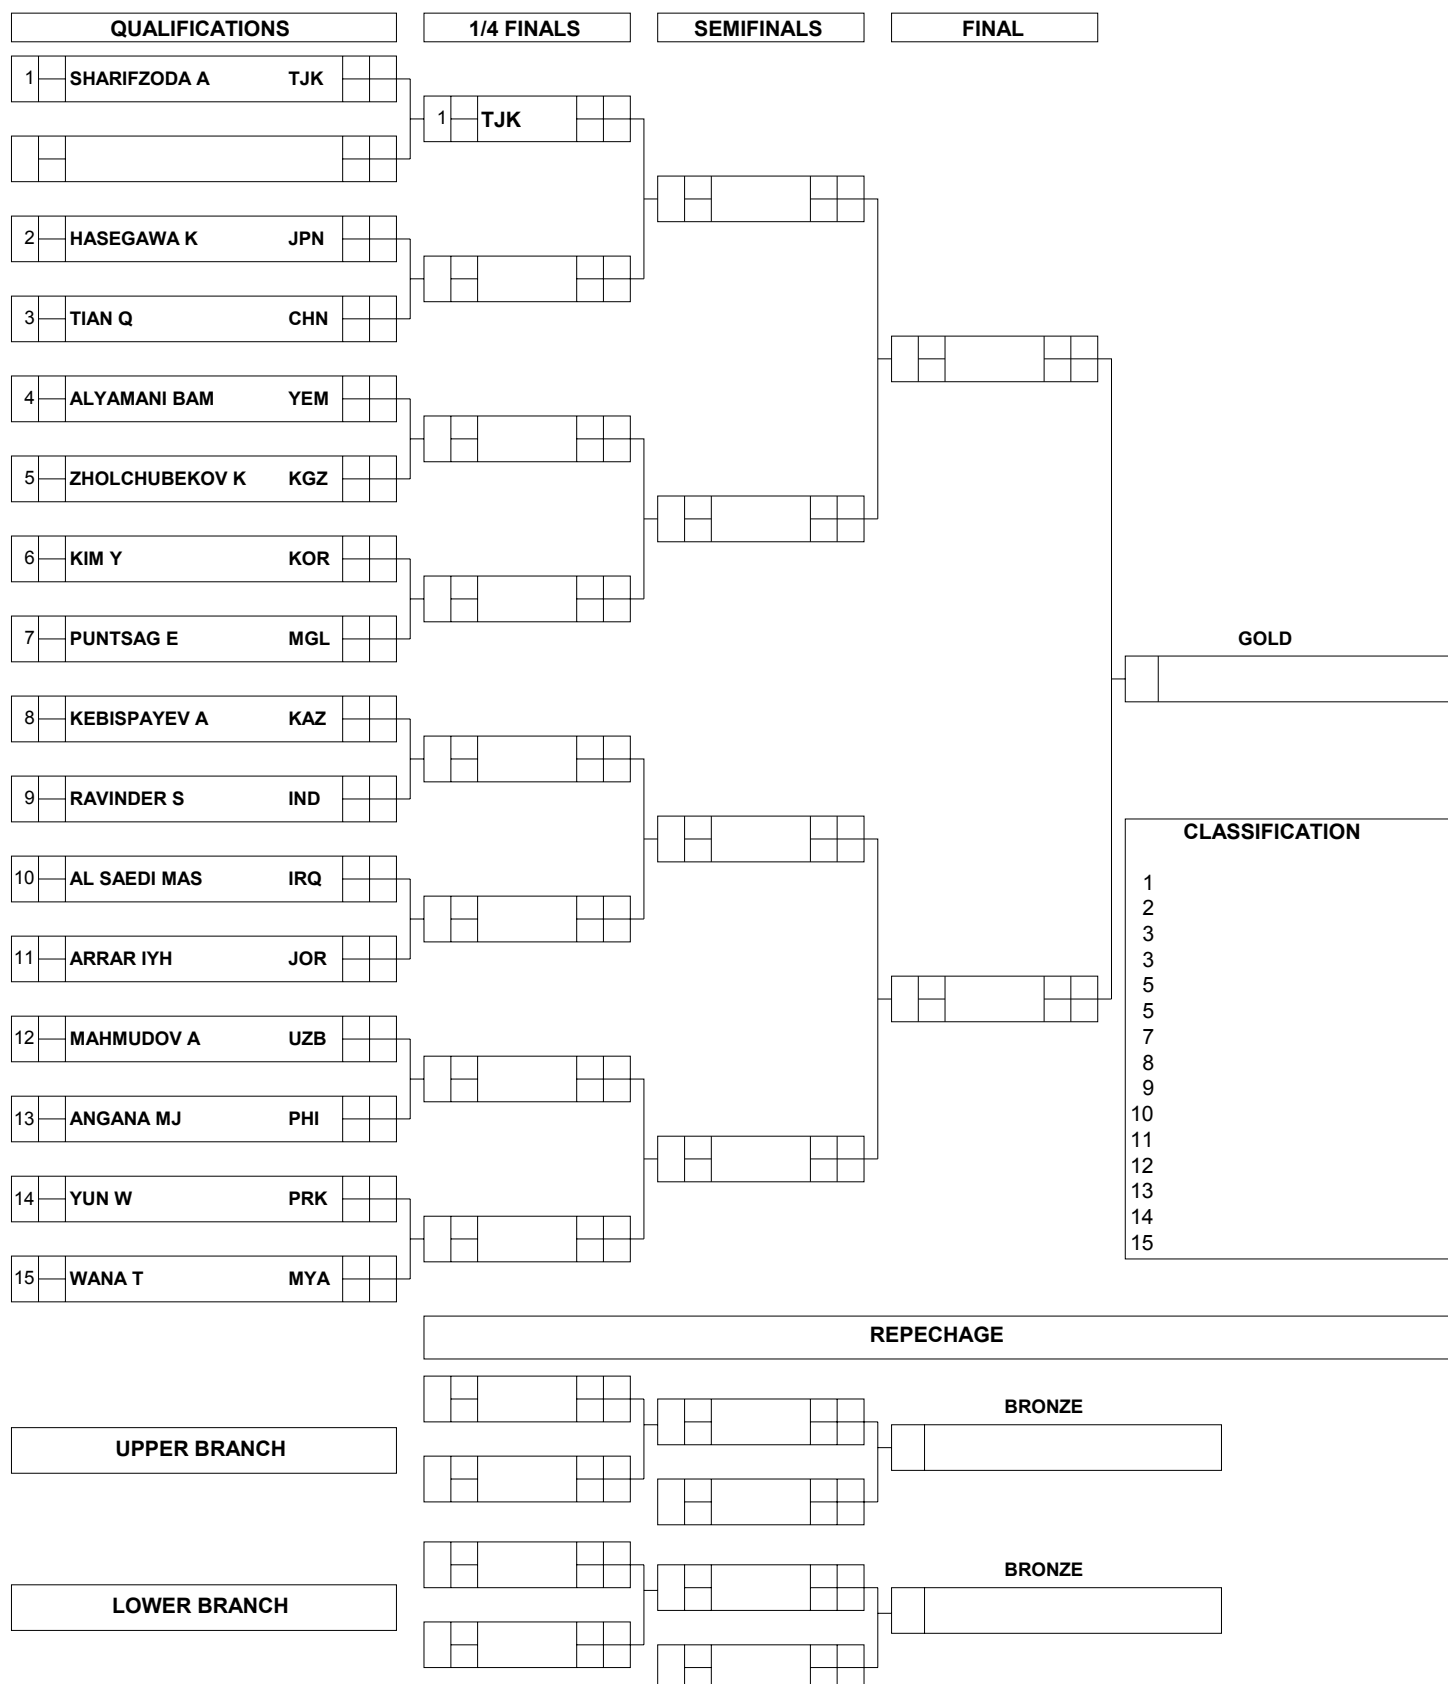 QUALIFICATIONS 1/4 FINALS SEMIFINALS FINAL
1 SHARIFZODA A TJK
1 TJK
2 HASEGAWA K JPN
3 TIAN Q CHN
4 ALYAMANI BAM YEM
5 ZHOLCHUBEKOV K KGZ
6 KIM Y KOR
7 PUNTSAG E MGL
GOLD
8 KEBISPAYEV A KAZ
9 RAVINDER S IND
CLASSIFICATION
10 AL SAEDI MAS IRQ
11 ARRAR IYH JOR
12 MAHMUDOV A UZB
13 ANGANA MJ PHI
14 YUN W PRK
15 WANA T MYA
1
2
3
3
5
5
7
8
9
10
11
12
13
14
15
REPECHAGE
UPPER BRANCH
BRONZE
LOWER BRANCH
BRONZE